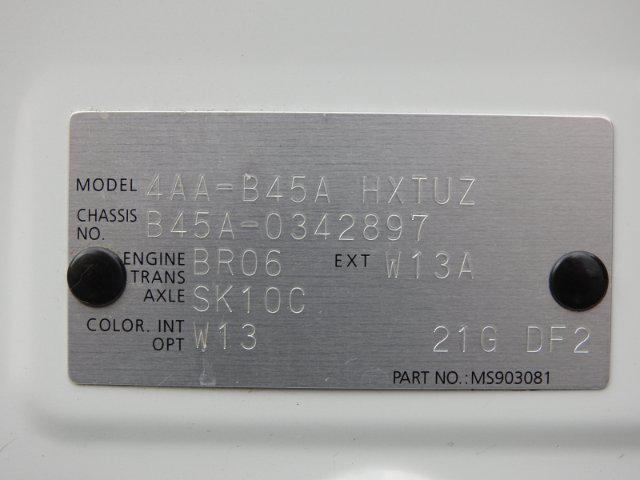 MODEL 4AA-B45A HXTUZ
CHASSIS NO. B45A-0342897
ENGINE BR06 EXT W13A
TRANS AXLE SK10C
COLOR. INT OPT W13 21G DF2
PART NO.: MS903081